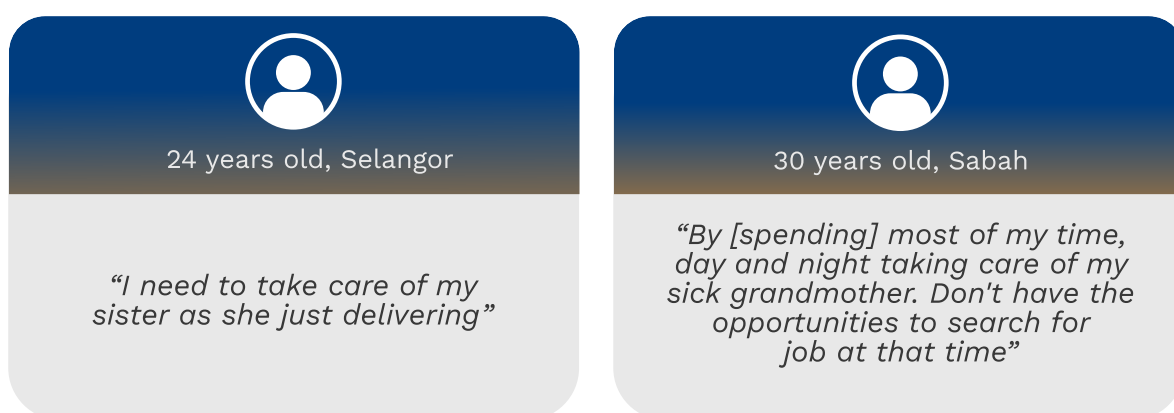 24 years old, Selangor
“I need to take care of my
sister as she just delivering”
30 years old, Sabah
“By [spending] most of my time,
day and night taking care of my
sick grandmother. Don't have the
opportunities to search for
job at that time”